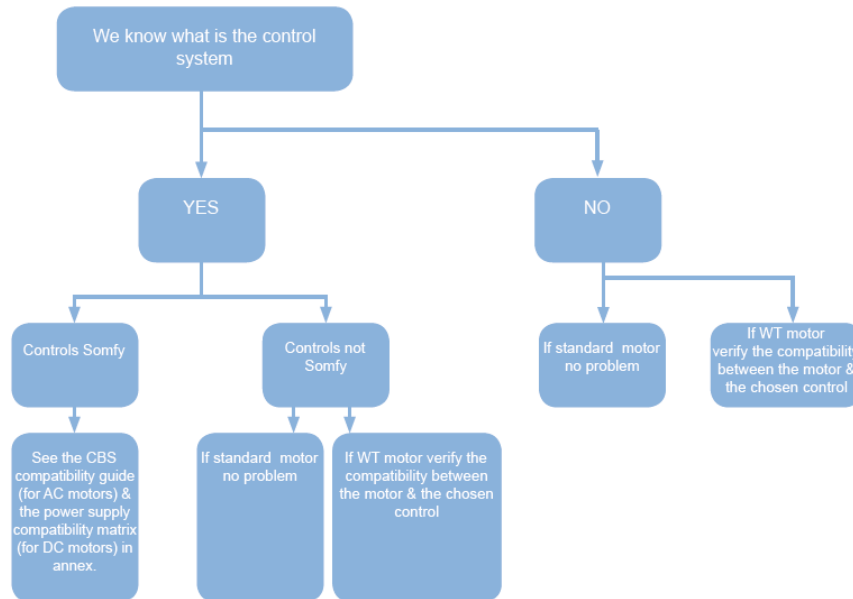 We know what is the control
system
YES
NO
Controls Somfy
Controls not
Somfy
If standard  motor
no problem
If WT motor
verify the compatibility
between the motor &
the chosen control
See the CBS
compatibility guide
(for AC motors) &
the power supply
compatibility matrix
(for DC motors) in
annex.
If standard  motor
no problem
If WT motor verify the
compatibility between
the motor & the chosen
control